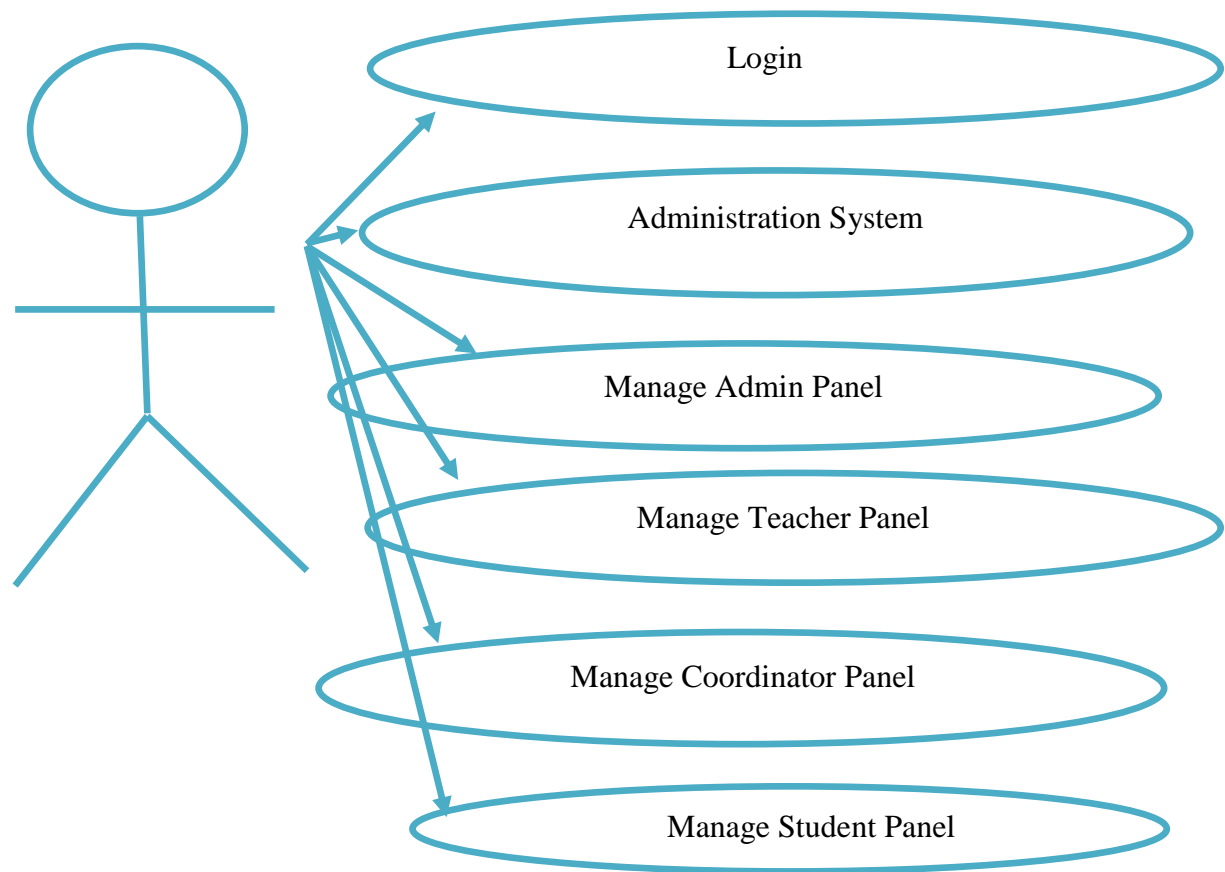 Login
Administration System
Manage Admin Panel
Manage Teacher Panel
Manage Coordinator Panel
Manage Student Panel